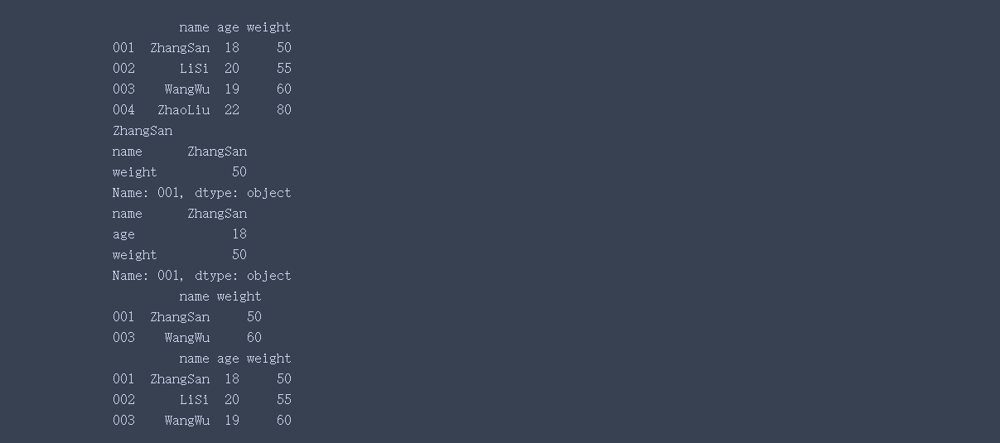 name age weight
001  ZhangSan  18     50
002      LiSi  20     55
003    WangWu  19     60
004   ZhaoLiu  22     80
ZhangSan
name      ZhangSan
weight          50
Name: 001, dtype: object
name      ZhangSan
age             18
weight          50
Name: 001, dtype: object
name weight
001  ZhangSan     50
003    WangWu     60
name age weight
001  ZhangSan  18     50
002      LiSi  20     55
003    WangWu  19     60